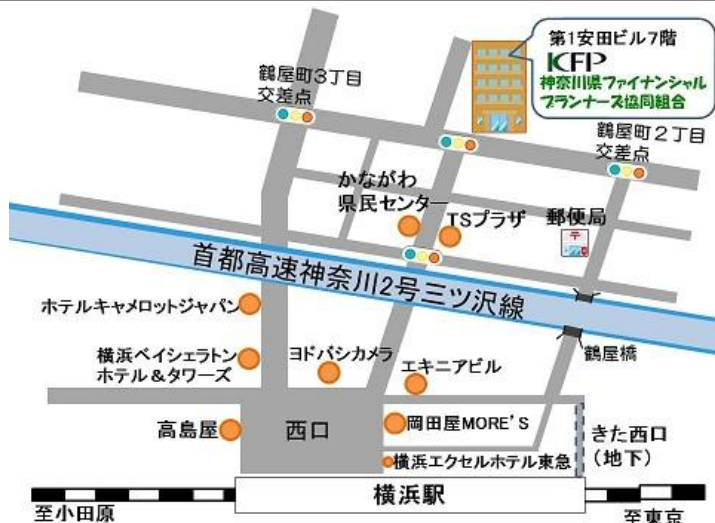 第1安田ビル7階
KFP
神奈川県ファイナンシャル
プランナーズ協同組合
鶴屋町3丁目
交差点
鶴屋町2丁目
交差点
かながわ
県民センター
TSプラザ
郵便局
〒
首都高速神奈川2号三ツ沢線
ホテルキャメロットジャパン
横浜ベイシェラトン
ホテル&タワーズ
ヨドバシカメラ
エキニアビル
鶴屋橋
高島屋
西口
岡田屋MORE'S
横浜エクセルホテル東急
きた西口
(地下)
横浜駅
至小田原
至東京